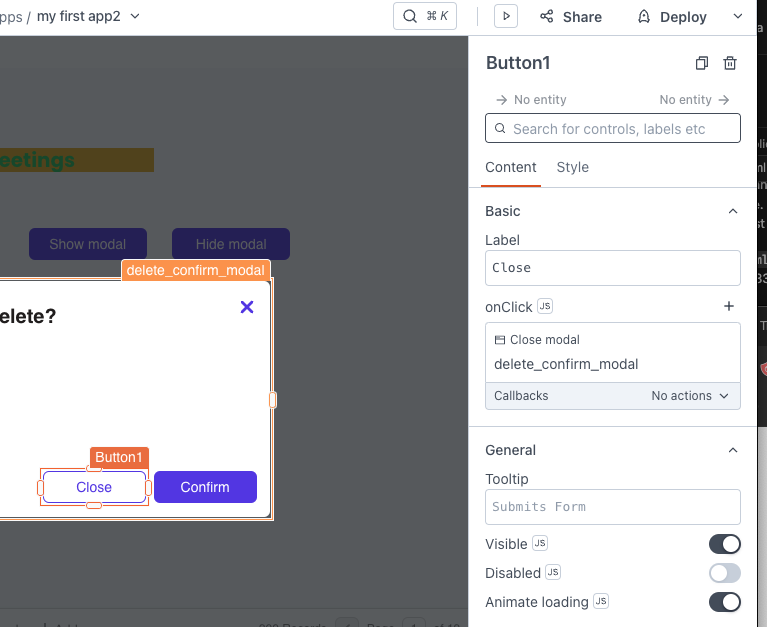 pps / my first app2
⌘ K
Share
Deploy
eetings
Show modal
Hide modal
delete_confirm_modal
elete?
Button1
Close
Confirm
Button1
No entity
No entity
Search for controls, labels etc
Content
Style
Basic
Label
Close
onClick JS
Close modal
delete_confirm_modal
Callbacks
No actions
General
Tooltip
Submits Form
Visible JS
Disabled JS
Animate loading JS